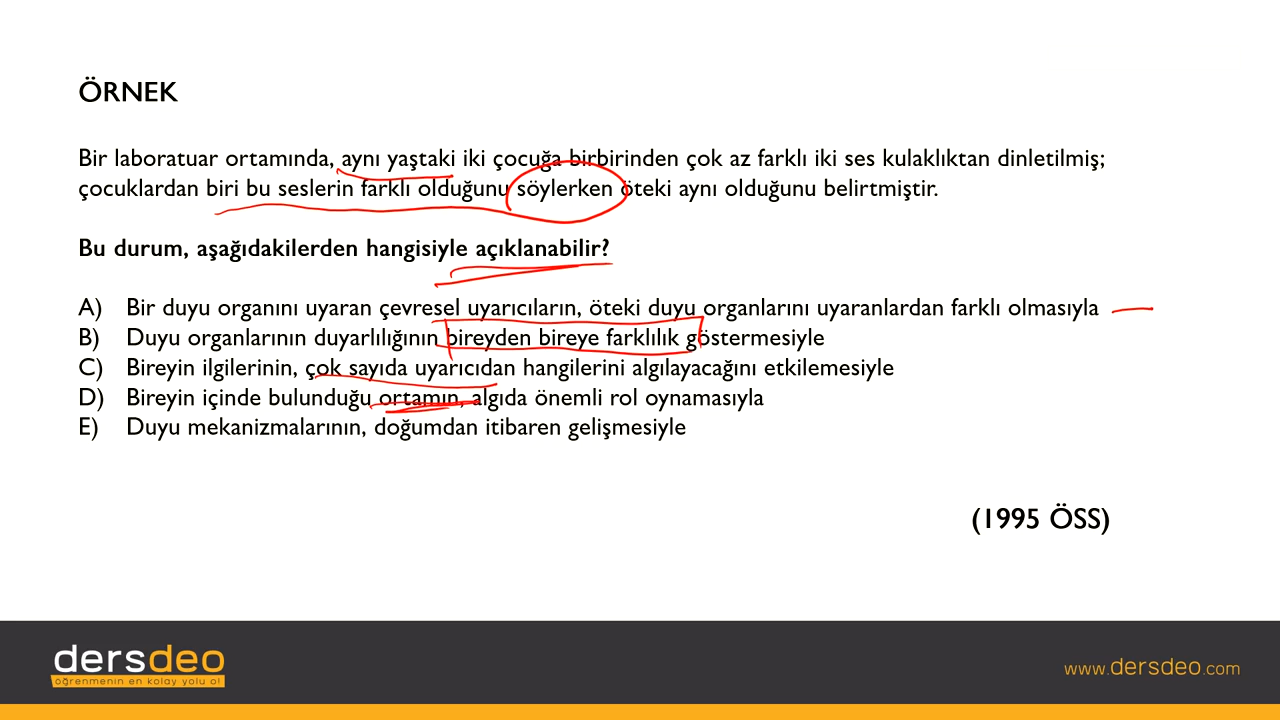 ÖRNEK
Bir laboratuar ortamında, aynı yaştaki iki çocuğa birbirinden çok az farklı iki ses kulaklıktan dinletilmiş;
çocuklardan biri bu seslerin farklı olduğunu söylerken öteki aynı olduğunu belirtmiştir.
Bu durum, aşağıdakilerden hangisiyle açıklanabilir?
A) Bir duyu organını uyaran çevresel uyarıcıların, öteki duyu organlarını uyaranlardan farklı olmasıyla
B) Duyu organlarının duyarlılığının bireyden bireye farklılık göstermesiyle
C) Bireyin ilgilerinin, çok sayıda uyarıcıdan hangilerini algılayacağını etkilemesiyle
D) Bireyin içinde bulunduğu ortamın, algıda önemli rol oynamasıyla
E) Duyu mekanizmalarının, doğumdan itibaren gelişmesiyle
(1995 ÖSS)
dersdeo
öğrenmenin en kolay yolu o!
www.dersdeo.com